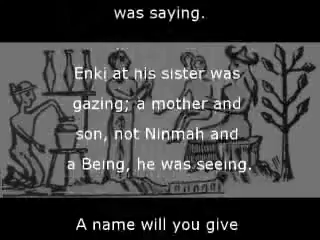 was saying.
Enki at his sister was
gazing; a mother and
son, not Ninmah and
a Being, he was seeing.
A name will you give